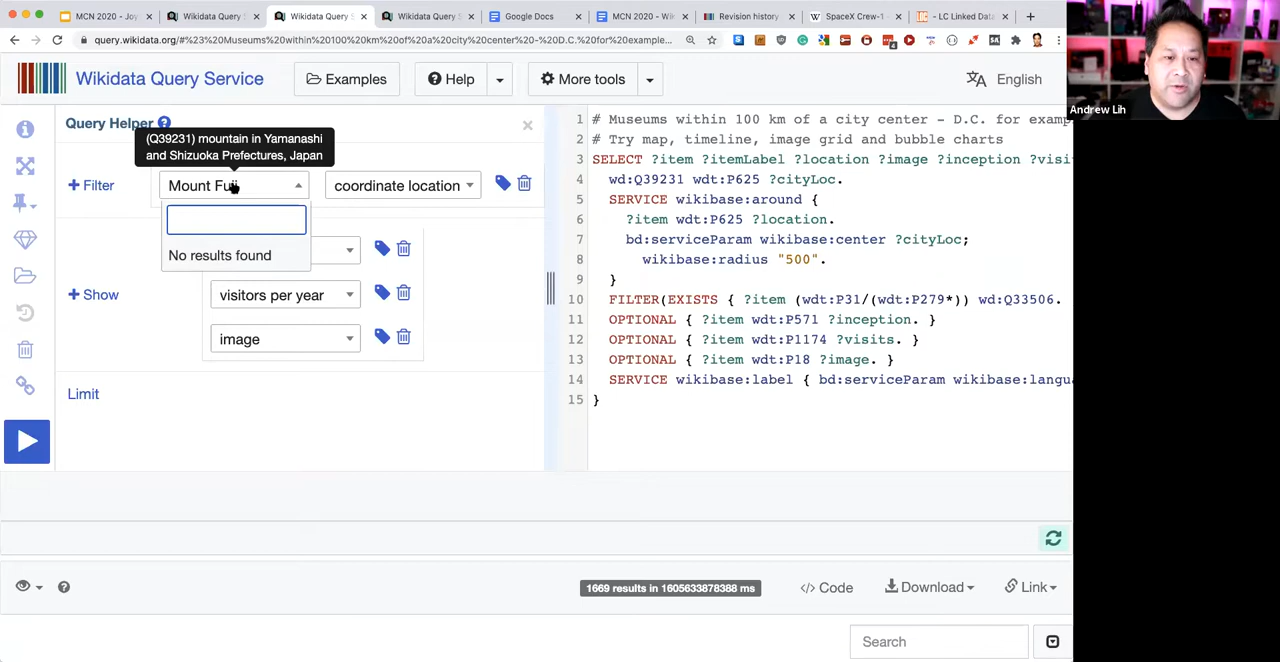 MCN 2020 - Joy
Wikidata Query S
Wikidata Query S
Wikidata Query S
Google Docs
MCN 2020 - Wik
Revision history
SpaceX Crew-1 -
- LC Linked Data
query.wikidata.org/#%23%20Museums%20within%20100%20km%20of%20a%20city%20center%20-%20D.C.%20for%20example...
Wikidata Query Service
Examples
Help
More tools
English
Andrew Lih
Query Helper
(Q39231) mountain in Yamanashi
and Shizuoka Prefectures, Japan
+ Filter
Mount Fuji
coordinate location
No results found
+ Show
visitors per year
image
Limit
1 # Museums within 100 km of a city center - D.C. for examp
2 # Try map, timeline, image grid and bubble charts
3 SELECT ?item ?itemLabel ?location ?image ?inception ?visi
4 wd:Q39231 wdt:P625 ?cityLoc.
5 SERVICE wikibase:around {
6 ?item wdt:P625 ?location.
7 bd:serviceParam wikibase:center ?cityLoc;
8 wikibase:radius "500".
9 }
10 FILTER(EXISTS { ?item (wdt:P31/(wdt:P279*)) wd:Q33506.
11 OPTIONAL { ?item wdt:P571 ?inception. }
12 OPTIONAL { ?item wdt:P1174 ?visits. }
13 OPTIONAL { ?item wdt:P18 ?image. }
14 SERVICE wikibase:label { bd:serviceParam wikibase:langu
15 }
1669 results in 1605633878388 ms
</> Code
Download
Link
Search